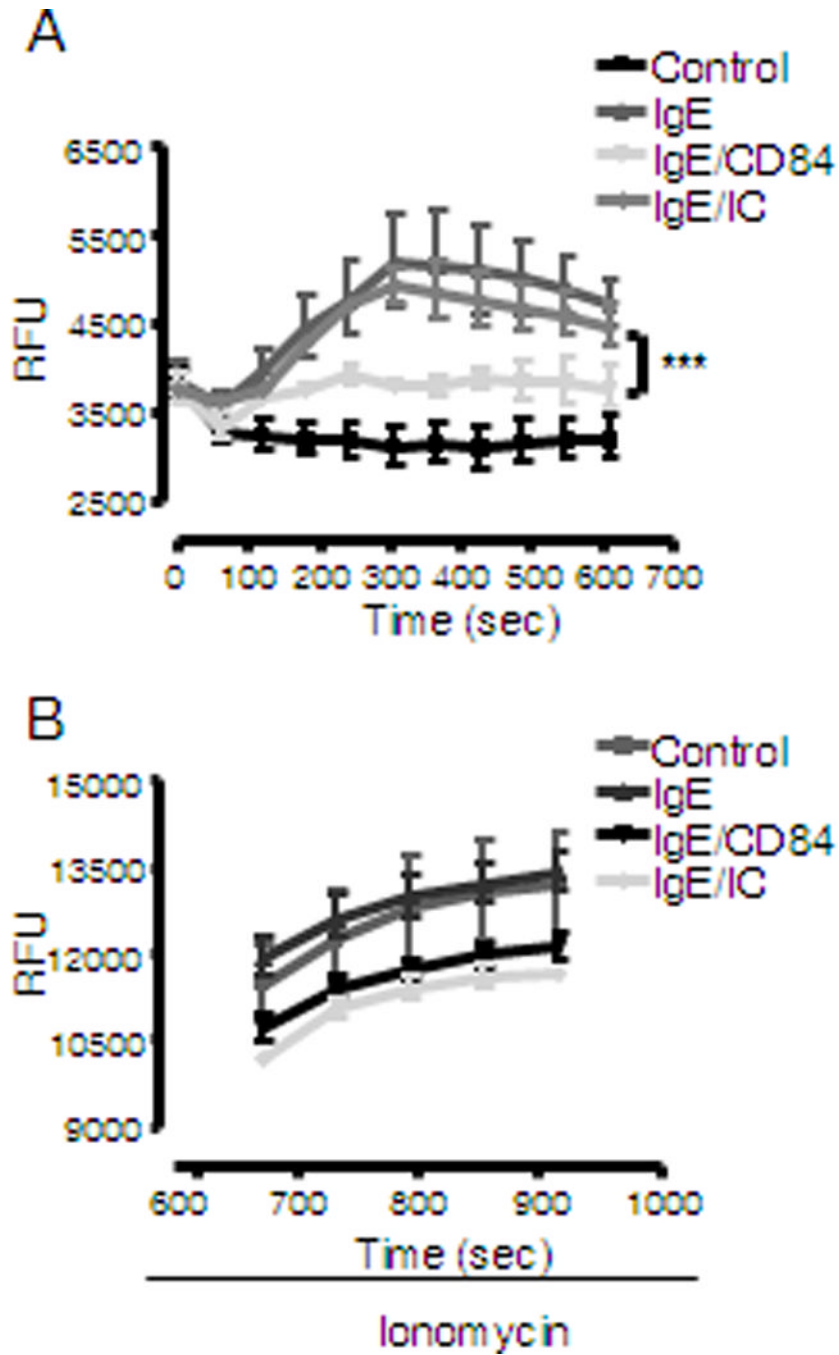 A
Control
IgE
IgE/CD84
IgE/IC
6500
5500
4500
3500
2500
RFU
***
0 100 200 300 400 500 600 700
Time (sec)
B
Control
IgE
IgE/CD84
IgE/IC
15000
13500
12000
10500
9000
RFU
600 700 800 900 1000
Time (sec)
Ionomycin